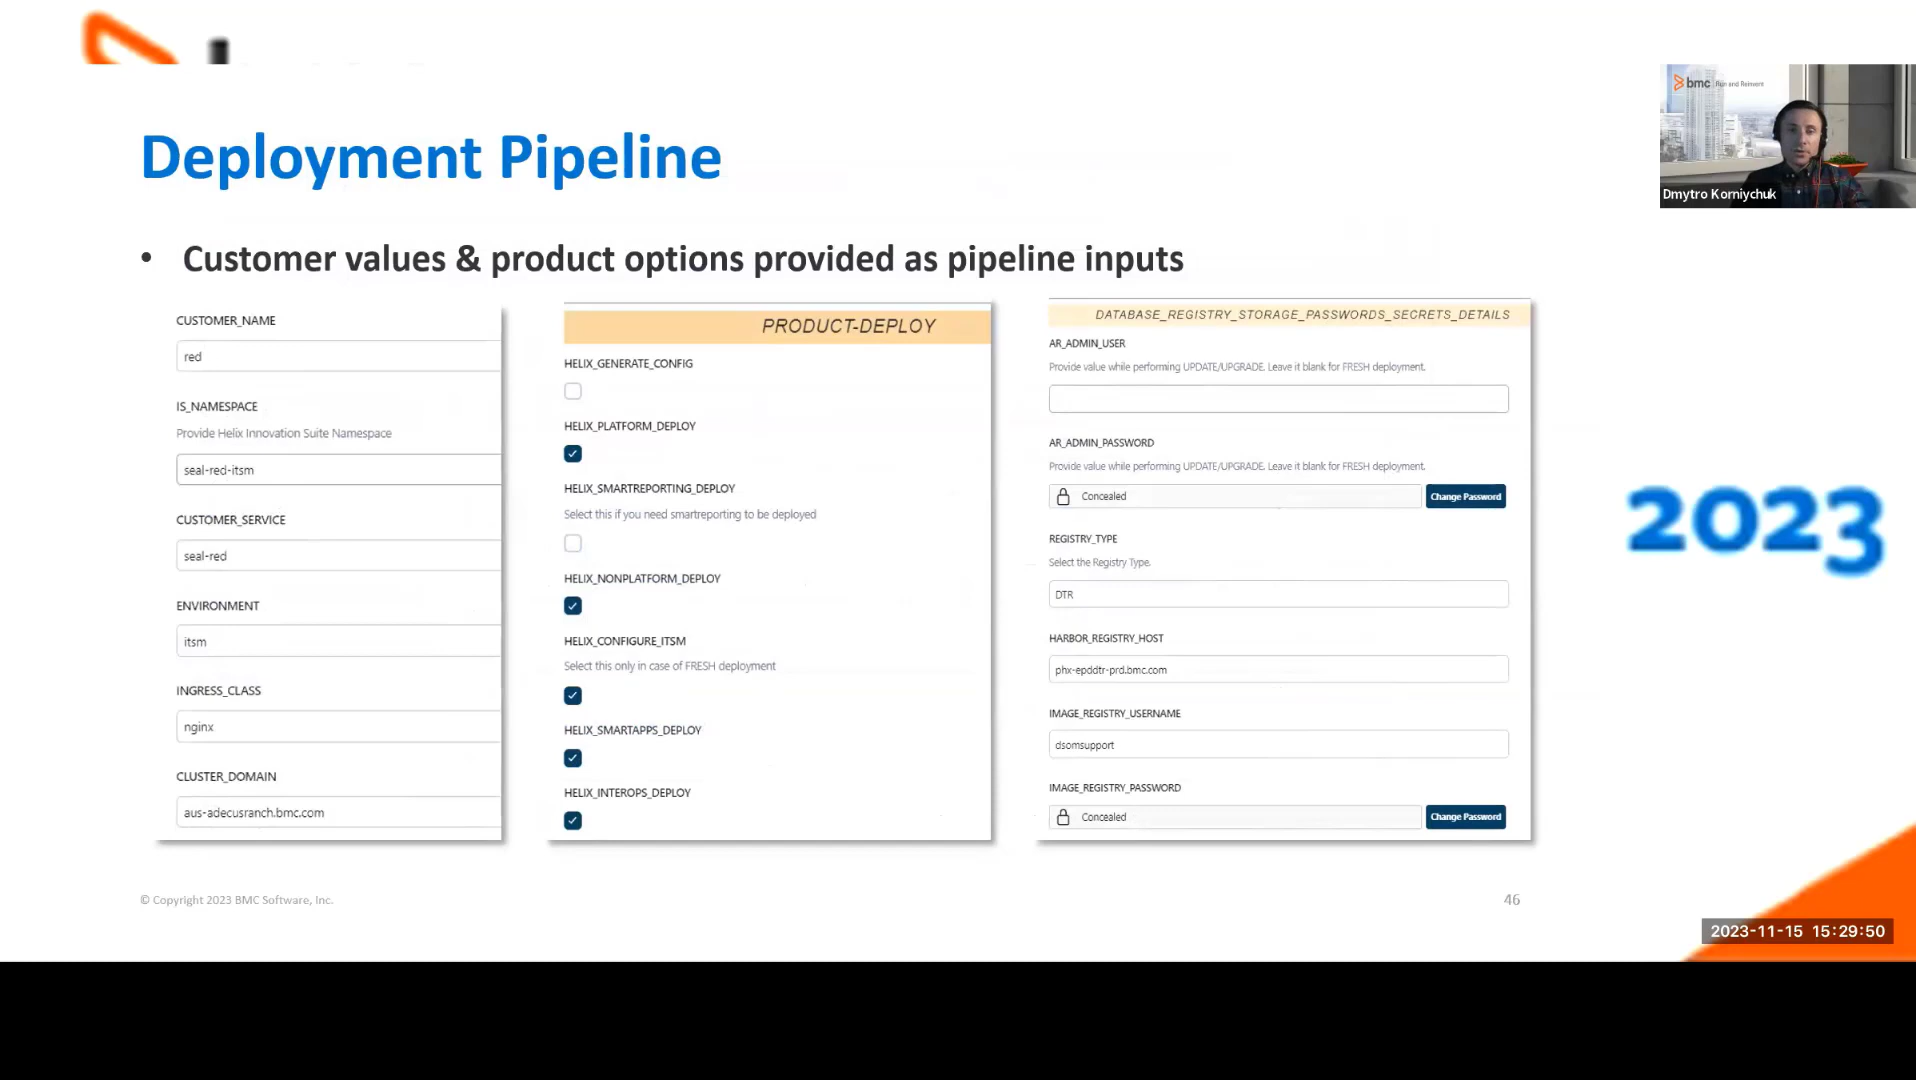 bmc Run and Reinvent
Dmytro Korniychuk
Deployment Pipeline
• Customer values & product options provided as pipeline inputs
CUSTOMER_NAME
red
IS_NAMESPACE
Provide Helix Innovation Suite Namespace
seal-red-itsm
CUSTOMER_SERVICE
seal-red
ENVIRONMENT
itsm
INGRESS_CLASS
nginx
CLUSTER_DOMAIN
aus-adecusranch.bmc.com
PRODUCT-DEPLOY
HELIX_GENERATE_CONFIG
HELIX_PLATFORM_DEPLOY
HELIX_SMARTREPORTING_DEPLOY
Select this if you need smartreporting to be deployed
HELIX_NONPLATFORM_DEPLOY
HELIX_CONFIGURE_ITSM
Select this only in case of FRESH deployment
HELIX_SMARTAPPS_DEPLOY
HELIX_INTEROPS_DEPLOY
DATABASE_REGISTRY_STORAGE_PASSWORDS_SECRETS_DETAILS
AR_ADMIN_USER
Provide value while performing UPDATE/UPGRADE. Leave it blank for FRESH deployment.
AR_ADMIN_PASSWORD
Provide value while performing UPDATE/UPGRADE. Leave it blank for FRESH deployment.
Concealed Change Password
REGISTRY_TYPE
Select the Registry Type.
DTR
HARBOR_REGISTRY_HOST
phx-epddtr-prd.bmc.com
IMAGE_REGISTRY_USERNAME
dsomsupport
IMAGE_REGISTRY_PASSWORD
Concealed Change Password
2023
© Copyright 2023 BMC Software, Inc.
46
2023-11-15 15:29:50